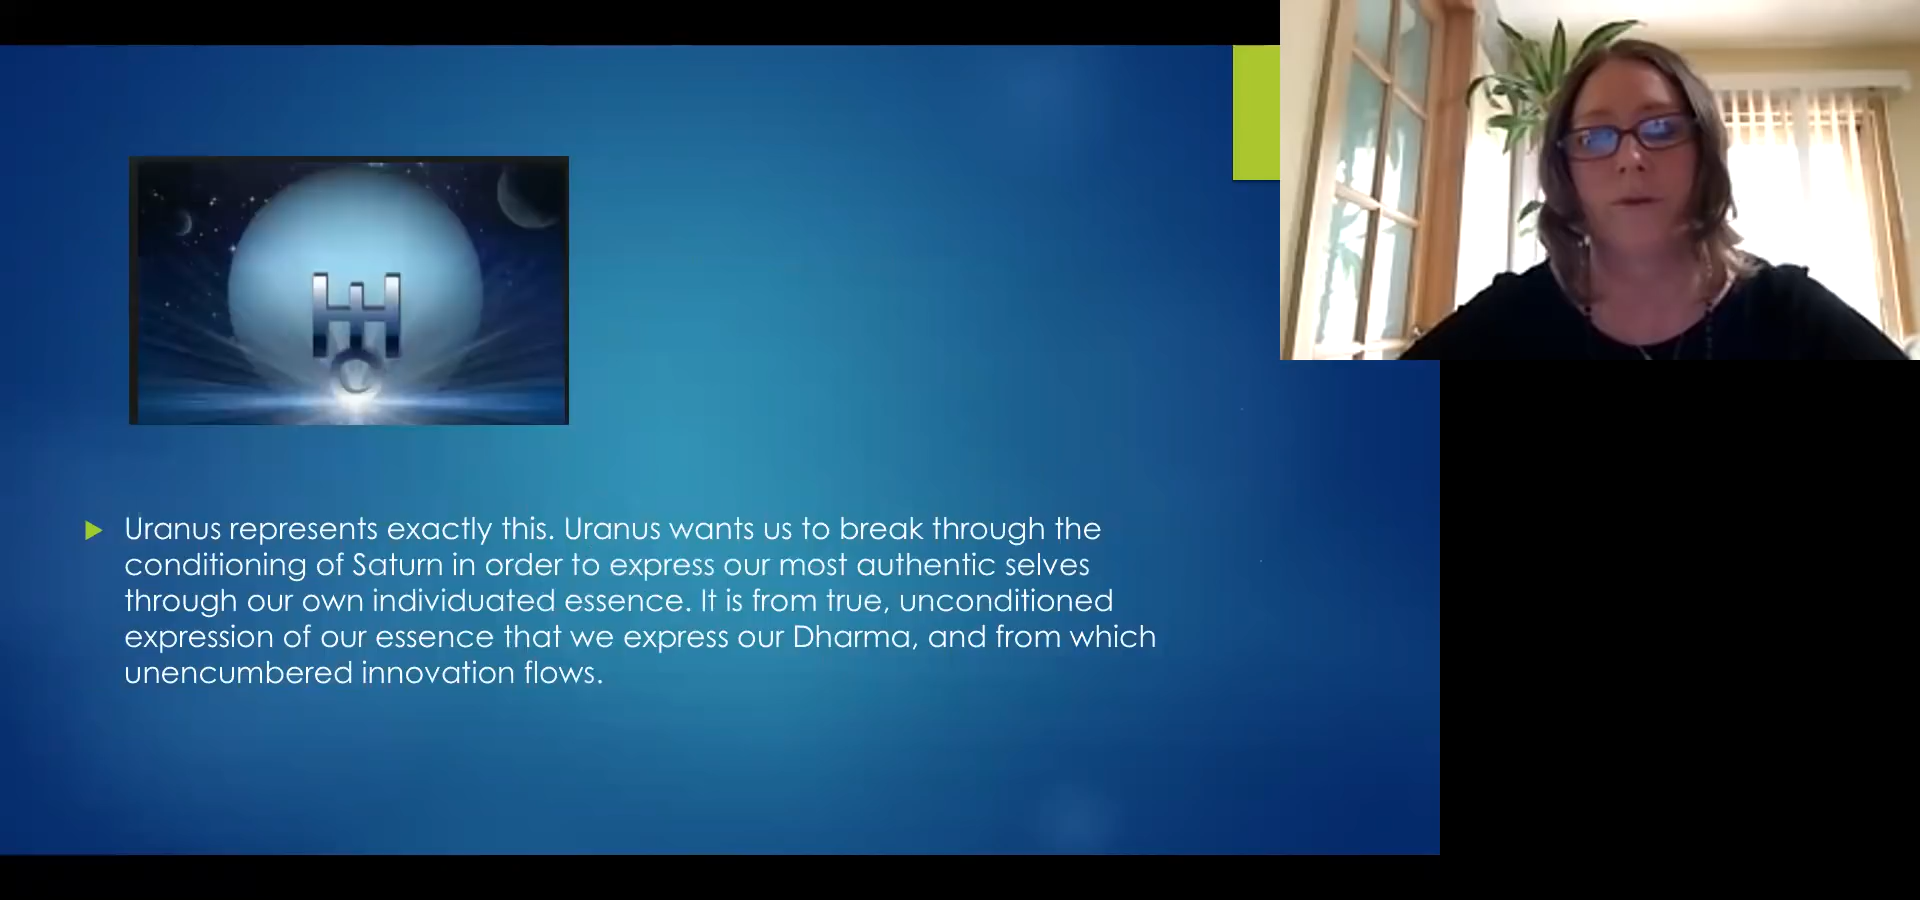 Uranus represents exactly this. Uranus wants us to break through the
conditioning of Saturn in order to express our most authentic selves
through our own individuated essence. It is from true, unconditioned
expression of our essence that we express our Dharma, and from which
unencumbered innovation flows.